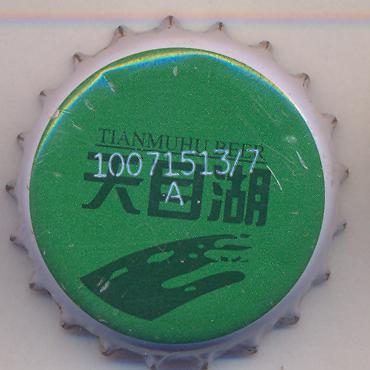 TIANMUHU BEER
10071513/7
天目湖
A